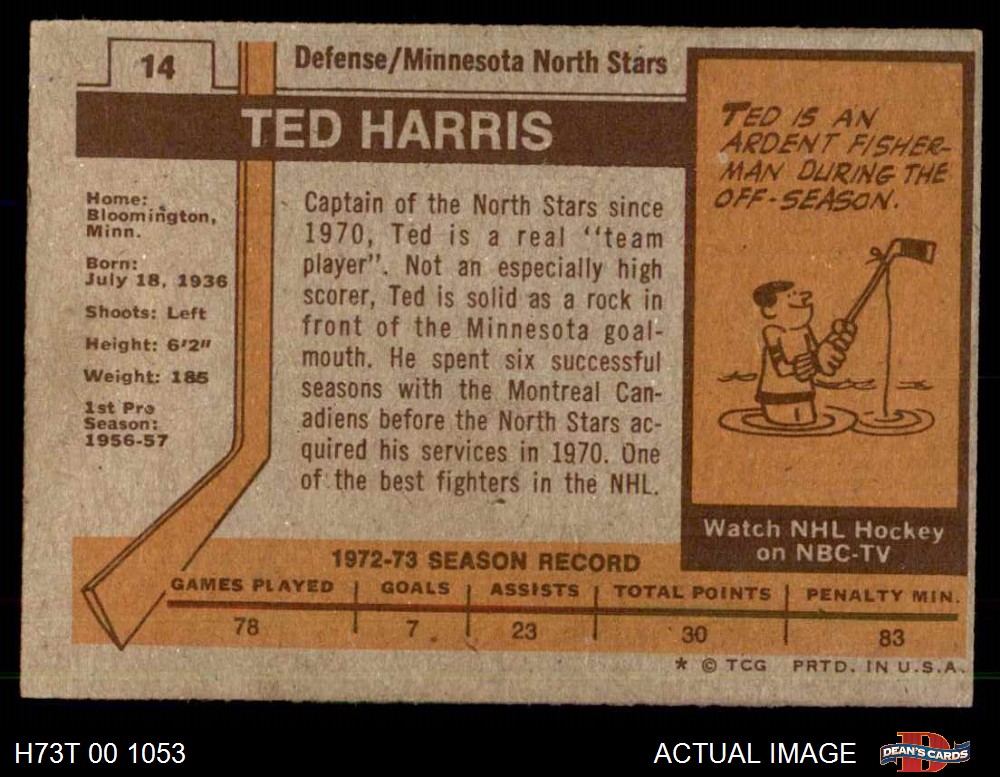 14
Defense/Minnesota North Stars
TED HARRIS
Home:
Bloomington,
Minn.
Born:
July 18, 1936
Shoots: Left
Height: 6'2"
Weight: 185
1st Pro
Season:
1956-57
Captain of the North Stars since
1970, Ted is a real "team
player". Not an especially high
scorer, Ted is solid as a rock in
front of the Minnesota goal-
mouth. He spent six successful
seasons with the Montreal Can-
adiens before the North Stars ac-
quired his services in 1970. One
of the best fighters in the NHL.
TED IS AN
ARDENT FISHER-
MAN DURING THE
OFF-SEASON.
Watch NHL Hockey
on NBC-TV
1972-73 SEASON RECORD
GAMES PLAYED GOALS ASSISTS TOTAL POINTS PENALTY MIN.
78 7 23 30 83
* © TCG PRTD. IN U.S.A.
H73T 00 1053
ACTUAL IMAGE
D
DEAN'S CARDS